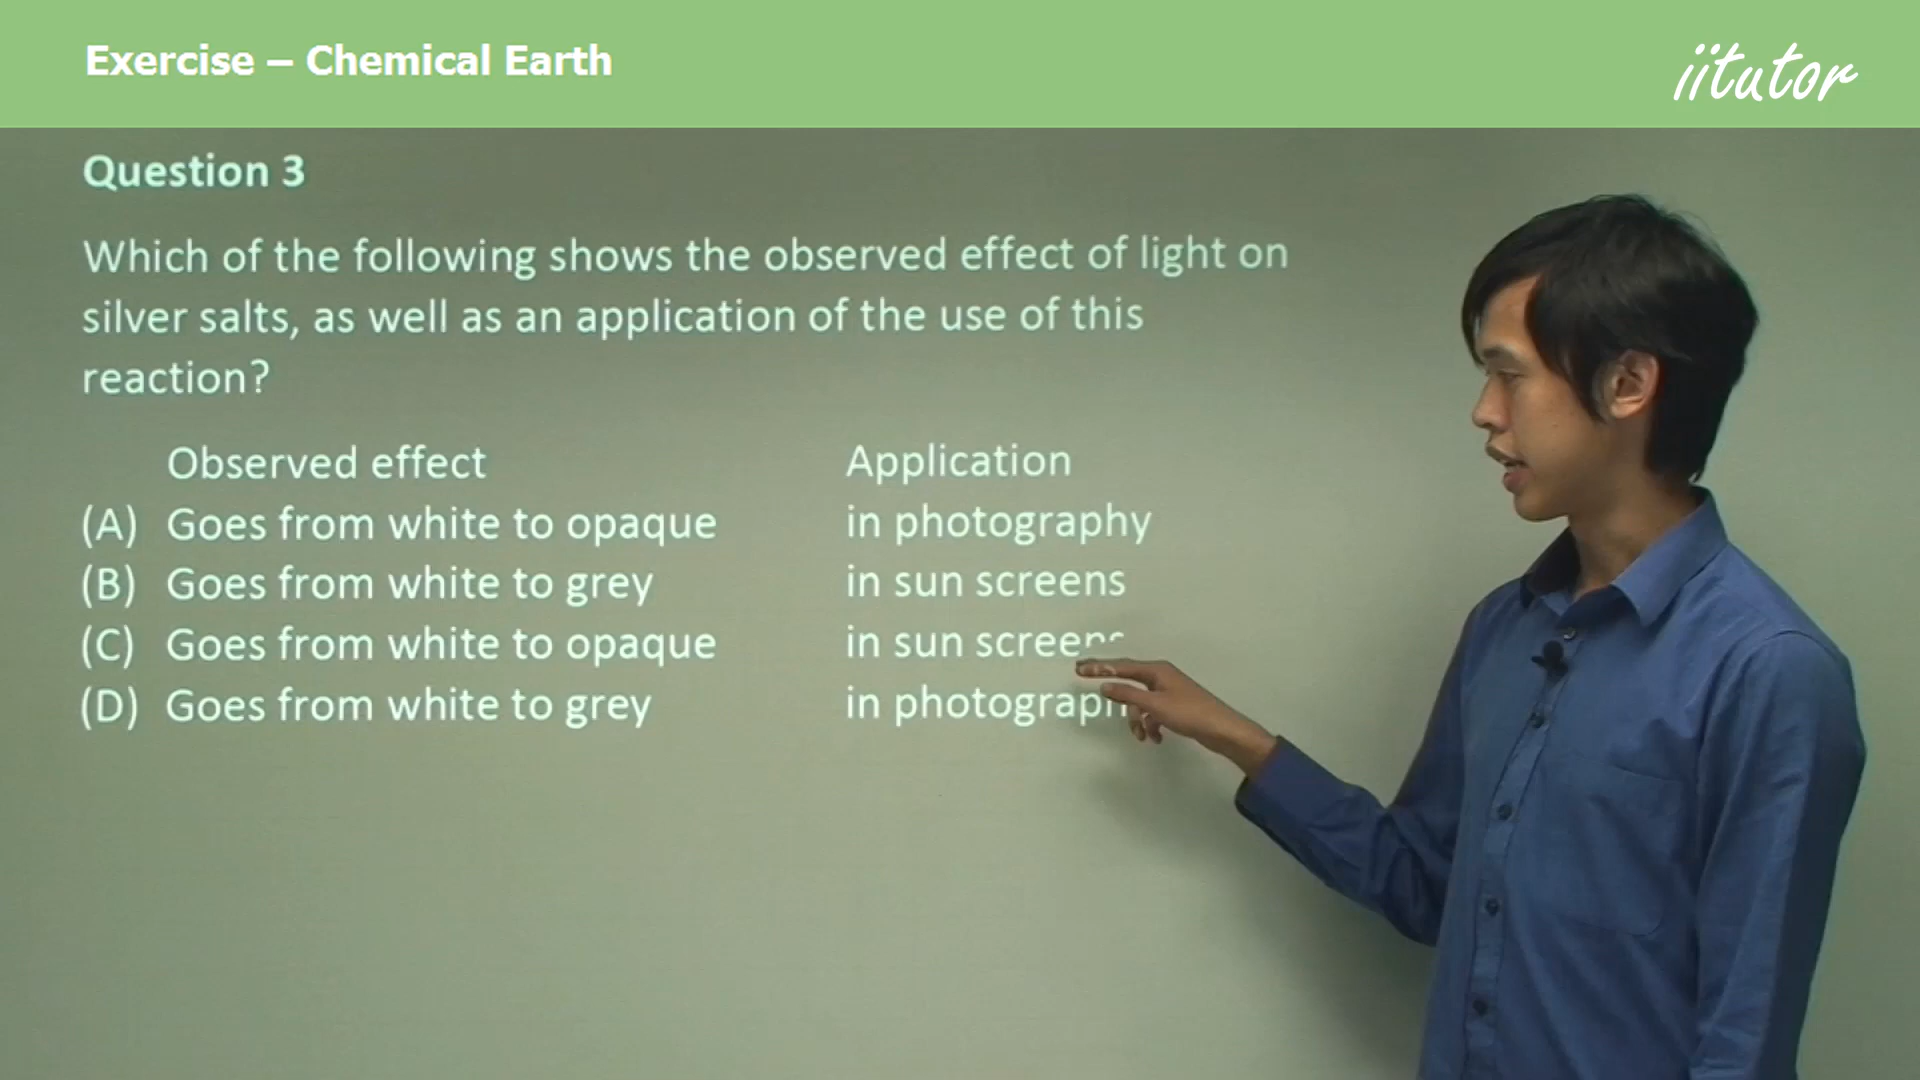 Exercise – Chemical Earth
iitutor
Question 3
Which of the following shows the observed effect of light on
silver salts, as well as an application of the use of this
reaction?
Observed effect Application
(A) Goes from white to opaque in photography
(B) Goes from white to grey in sun screens
(C) Goes from white to opaque in sun screens
(D) Goes from white to grey in